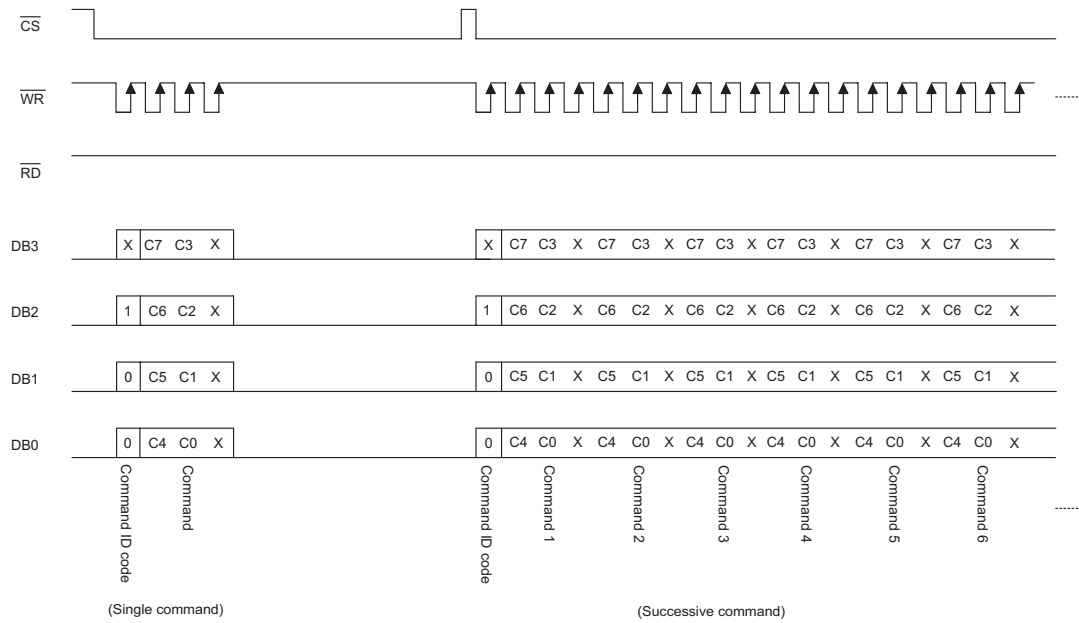 CS
WR
RD
DB3 X C7 C3 X X C7 C3 X C7 C3 X C7 C3 X C7 C3 X C7 C3 X C7 C3 X
DB2 1 C6 C2 X 1 C6 C2 X C6 C2 X C6 C2 X C6 C2 X C6 C2 X C6 C2 X
DB1 0 C5 C1 X 0 C5 C1 X C5 C1 X C5 C1 X C5 C1 X C5 C1 X C5 C1 X
DB0 0 C4 C0 X 0 C4 C0 X C4 C0 X C4 C0 X C4 C0 X C4 C0 X C4 C0 X
Command ID code
Command
Command ID code
Command 1
Command 2
Command 3
Command 4
Command 5
Command 6
(Single command)
(Successive command)